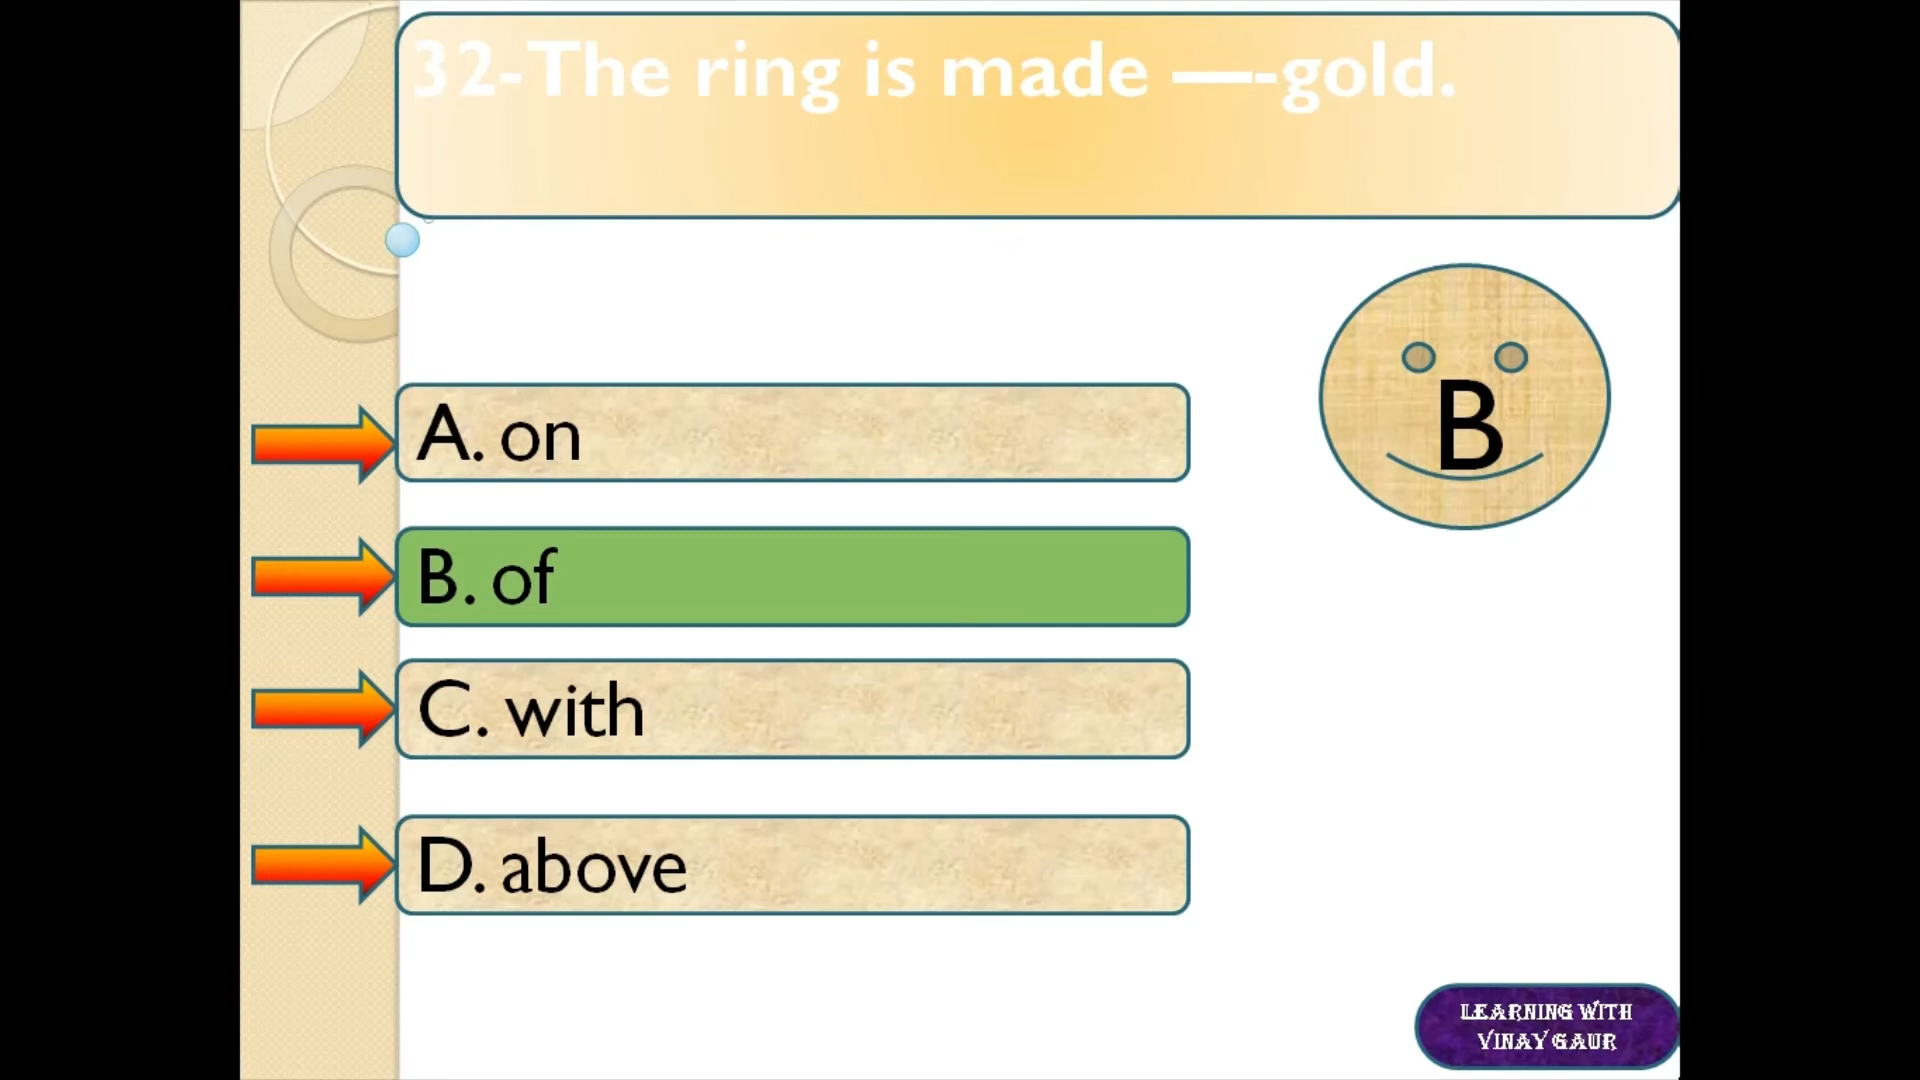 32-The ring is made —-gold.
A. on
B
B. of
C. with
D. above
LEARNING WITH
VINAY GAUR